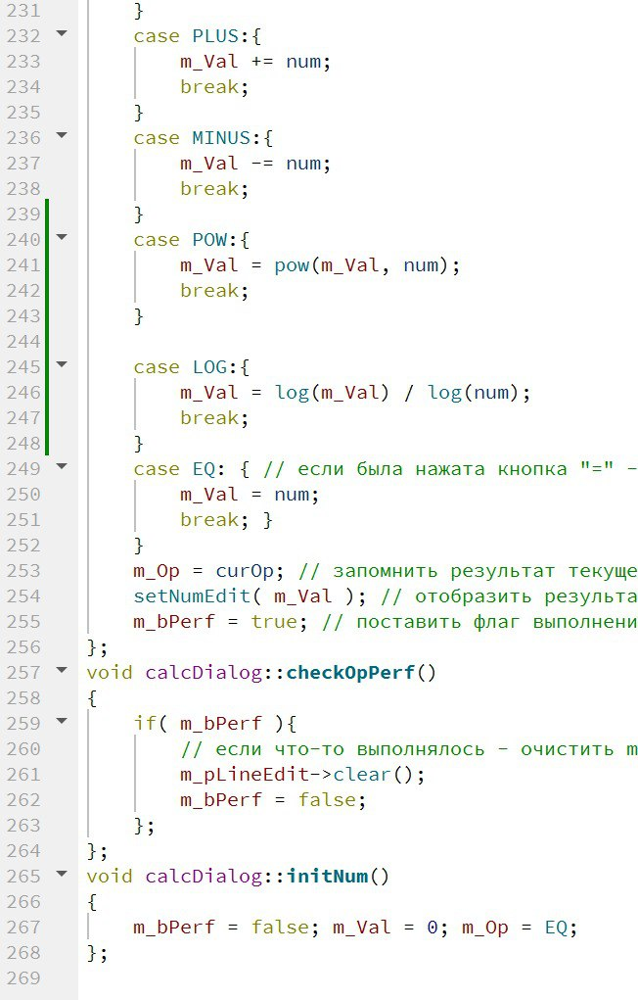 231     }
232     case PLUS:{
233         m_Val += num;
234         break;
235     }
236     case MINUS:{
237         m_Val -= num;
238         break;
239     }
240     case POW:{
241         m_Val = pow(m_Val, num);
242         break;
243     }
244
245     case LOG:{
246         m_Val = log(m_Val) / log(num);
247         break;
248     }
249     case EQ: { // если была нажата кнопка "=" -
250         m_Val = num;
251         break; }
252     }
253     m_Op = curOp; // запомнить результат текуще
254     setNumEdit( m_Val ); // отобразить результа
255     m_bPerf = true; // поставить флаг выполнени
256 };
257 void calcDialog::checkOpPerf()
258 {
259     if( m_bPerf ){
260         // если что-то выполнялось - очистить m
261         m_pLineEdit->clear();
262         m_bPerf = false;
263     };
264 };
265 void calcDialog::initNum()
266 {
267     m_bPerf = false; m_Val = 0; m_Op = EQ;
268 };
269